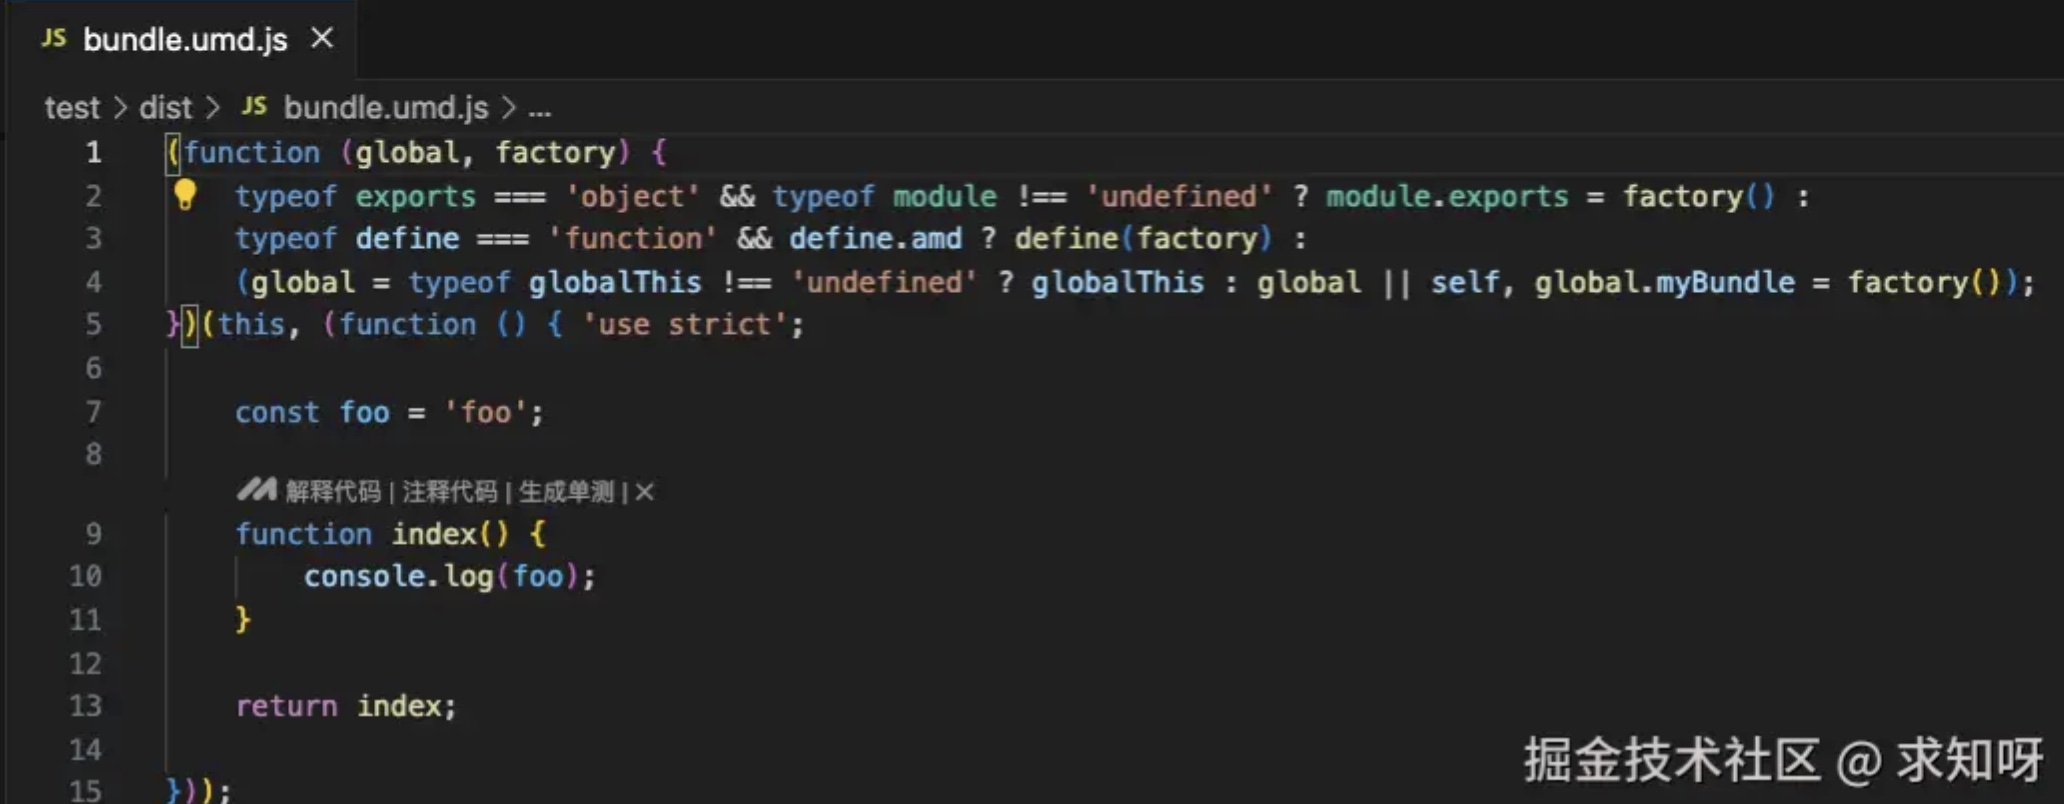 JS bundle.umd.js ×
test > dist > JS bundle.umd.js > ...
1 (function (global, factory) {
2 typeof exports === 'object' && typeof module !== 'undefined' ? module.exports = factory() :
3 typeof define === 'function' && define.amd ? define(factory) :
4 (global = typeof globalThis !== 'undefined' ? globalThis : global || self, global.myBundle = factory());
5 })(this, (function () { 'use strict';
6
7 const foo = 'foo';
8
解释代码 | 注释代码 | 生成单测 | ×
9 function index() {
10 console.log(foo);
11 }
12
13 return index;
14
15 }));
掘金技术社区 @ 求知呀